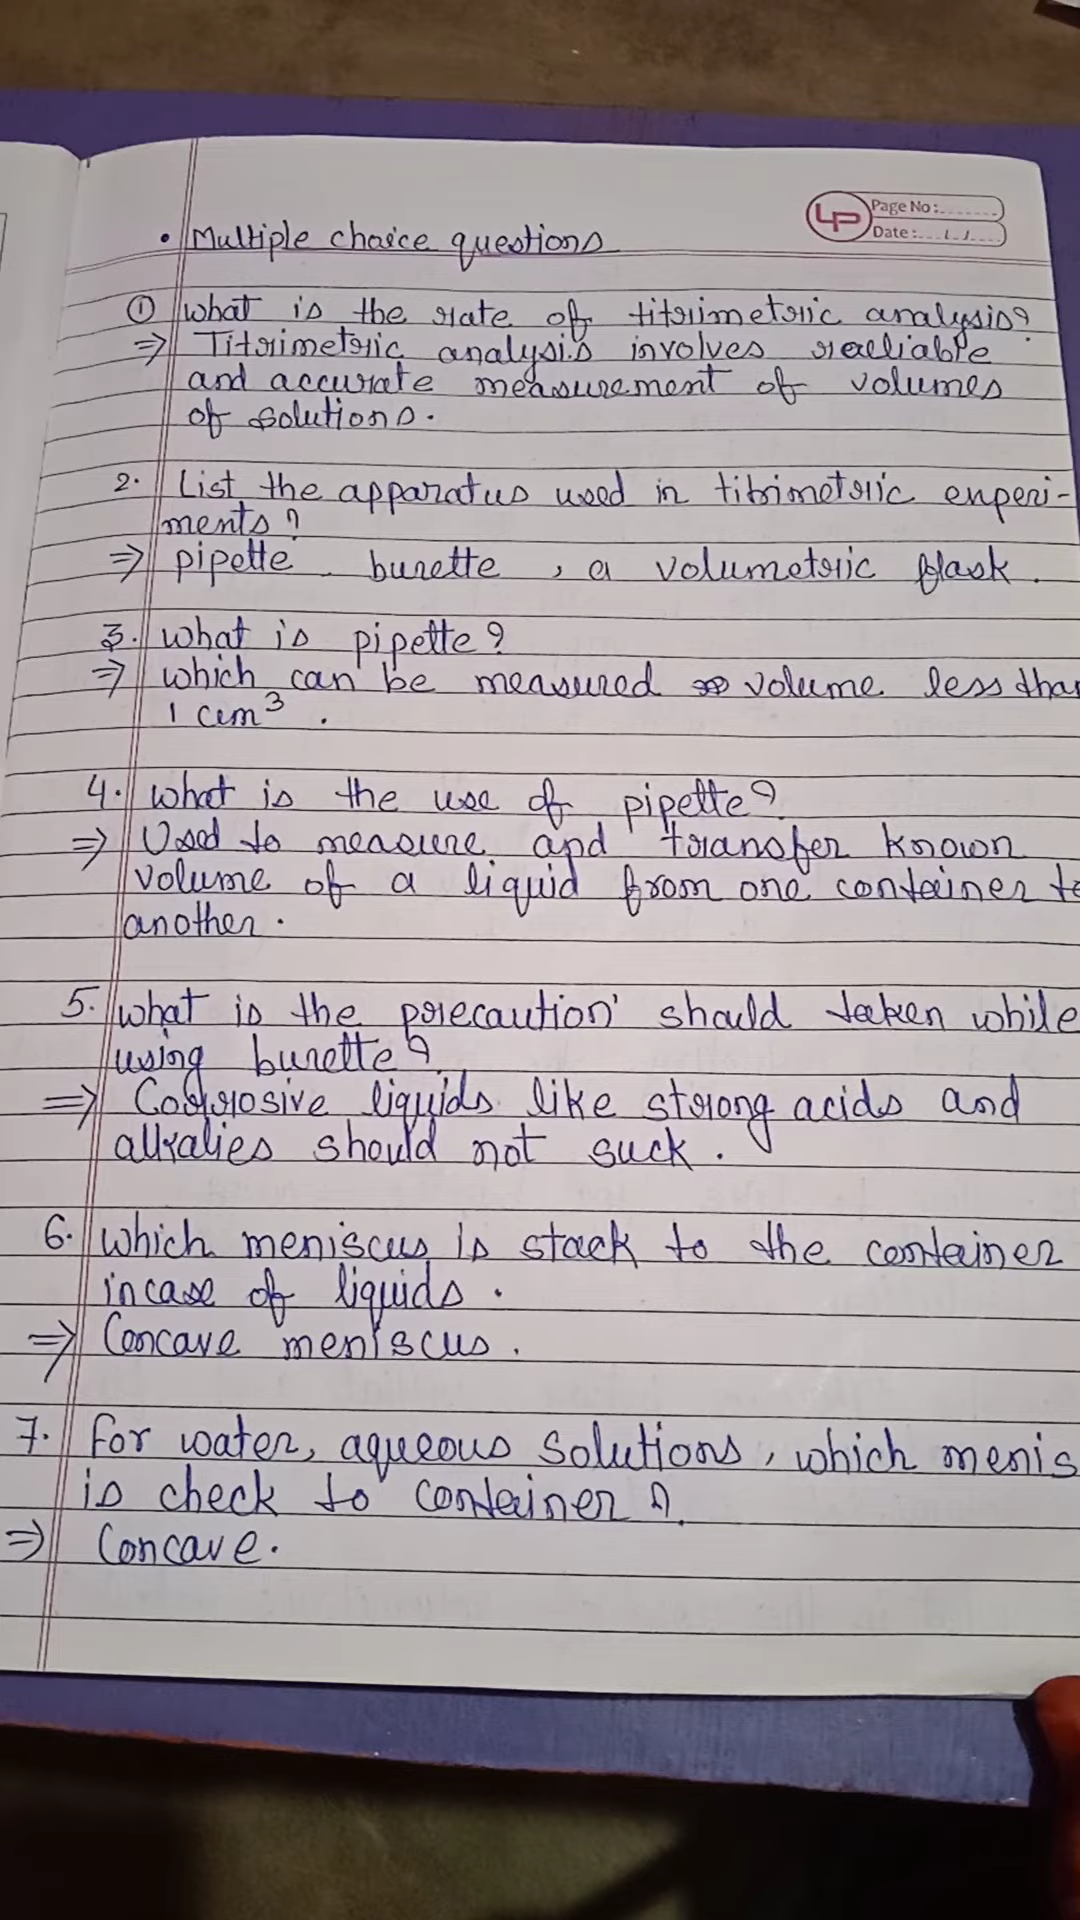 • Multiple choice questions
LP Page No:
Date:
① what is the rate of titrimetric analysis?
⇒ Titrimetric analysis involves realiable
and accurate measurement of volumes
of solutions.
2. List the apparatus used in titrimetric experi-
ments?
⇒ pipette burette, a volumetric flask.
3. what is pipette?
⇒ which can be measured volume less than
1 cm³.
4. what is the use of pipette?
⇒ Used to measure and transfer known
volume of a liquid from one container to
another.
5. what is the precaution should taken while
using burette?
⇒ Corrosive liquids like strong acids and
alkalies should not suck.
6. which meniscus is stack to the container
incase of liquids.
⇒ Concave meniscus.
7. For water, aqueous solutions, which menis
is check to container?
⇒ Concave.